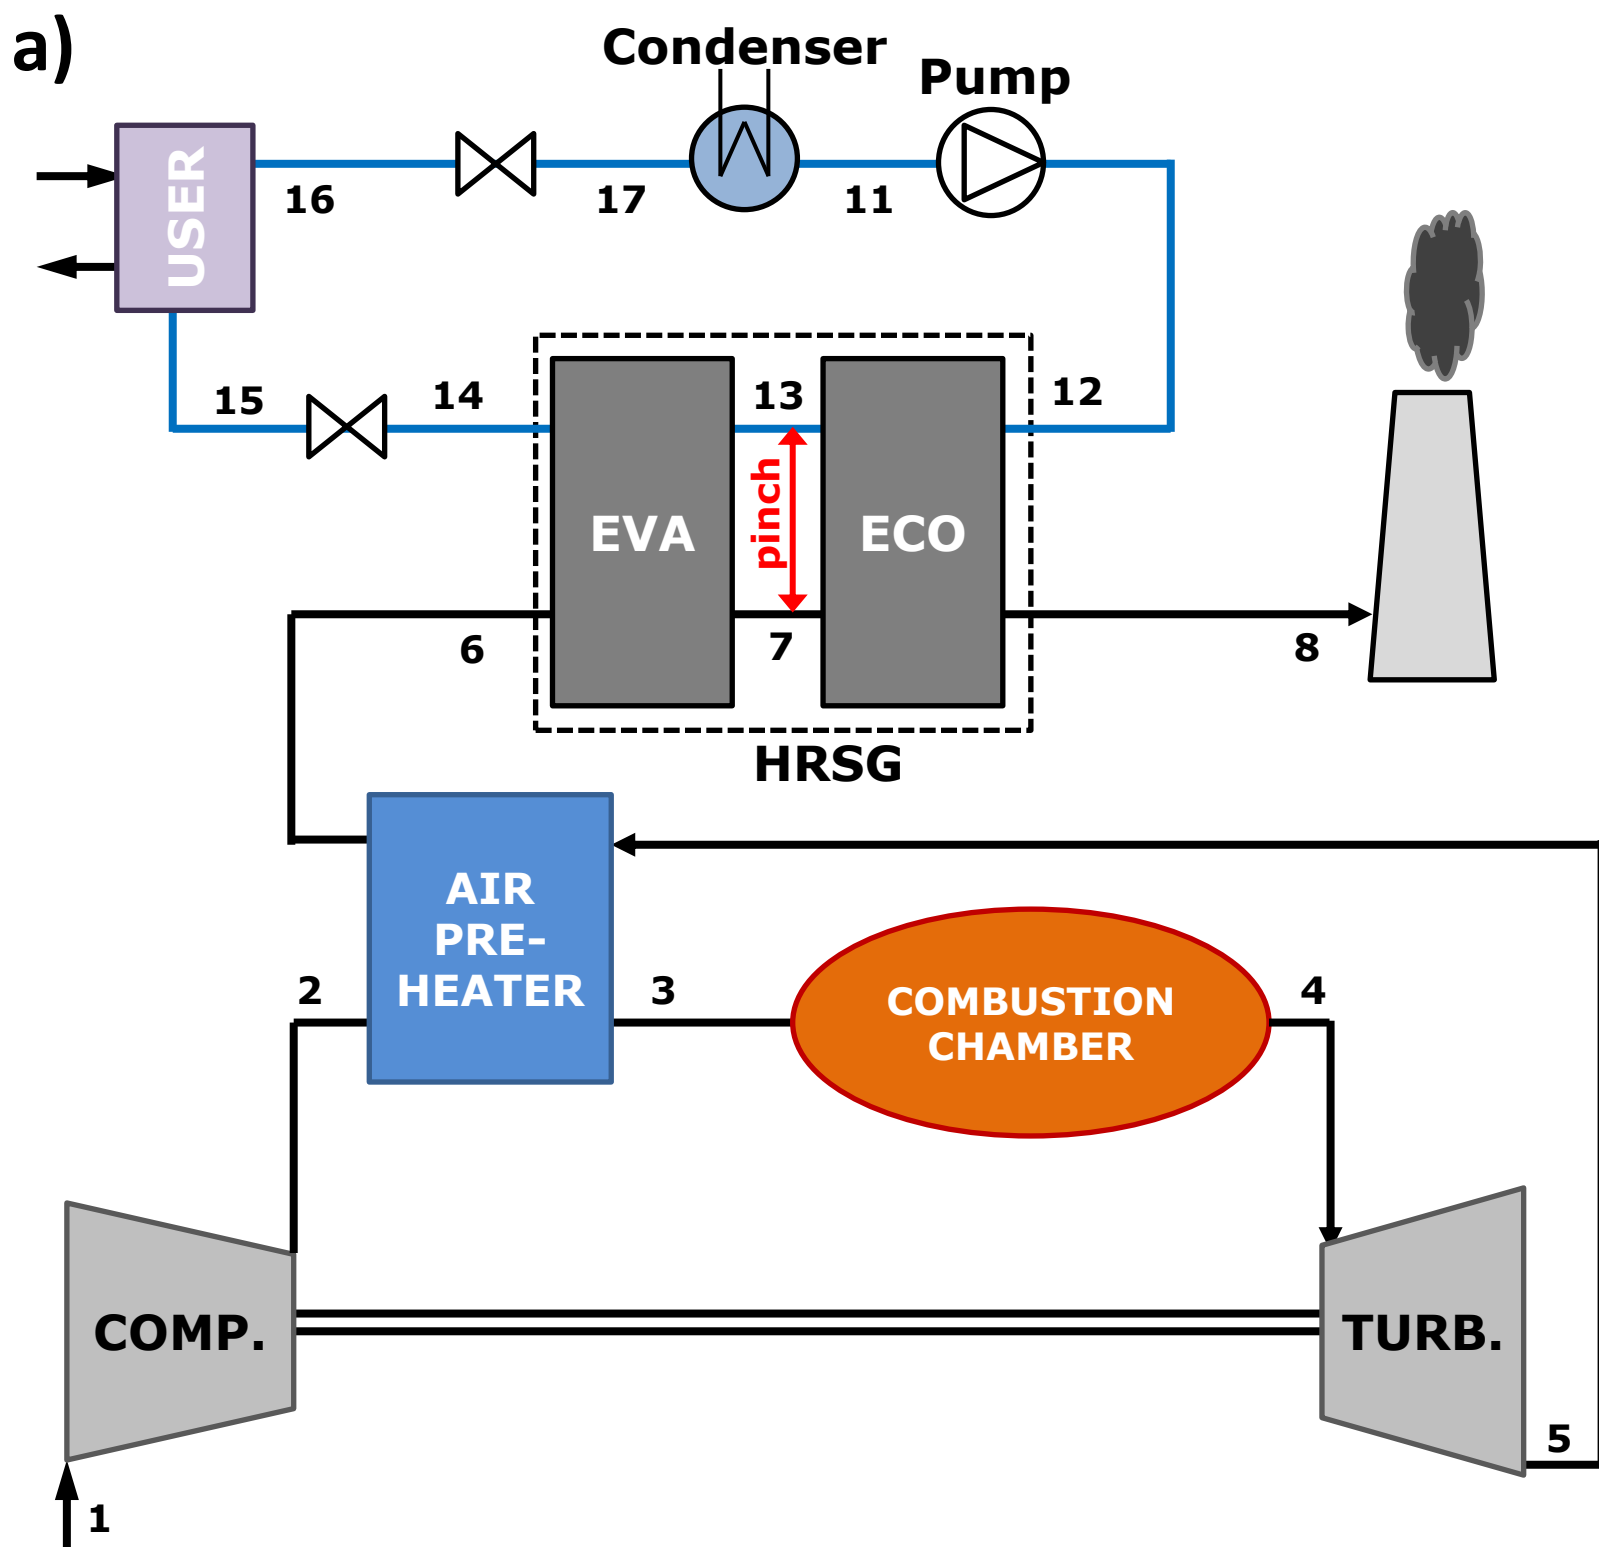 a)
Condenser
Pump
USER
16
17
11
15
14
13
12
pinch
EVA
ECO
6
7
8
HRSG
AIR
PRE-
HEATER
2
3
COMBUSTION
CHAMBER
4
COMP.
TURB.
5
1